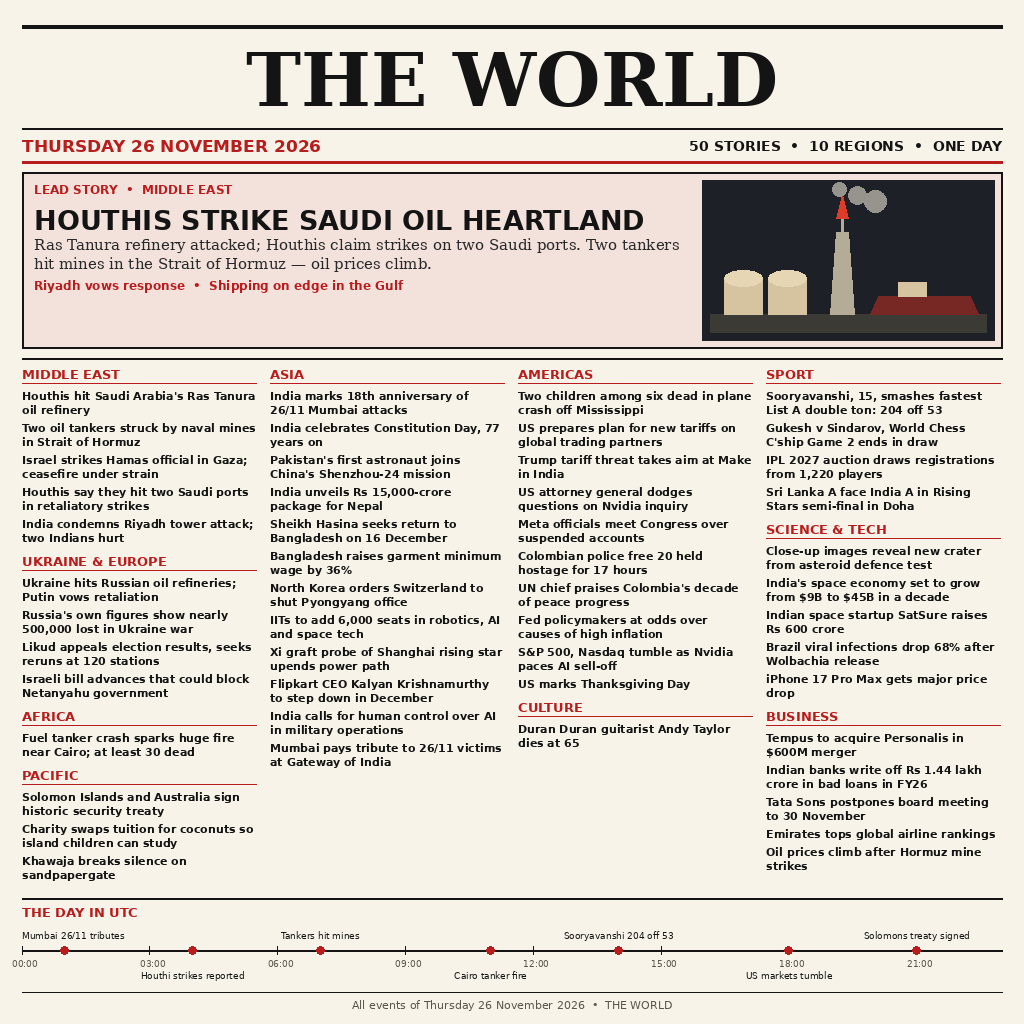 THE WORLD
THURSDAY 26 NOVEMBER 2026
50 STORIES • 10 REGIONS • ONE DAY
LEAD STORY • MIDDLE EAST
HOUTHIS STRIKE SAUDI OIL HEARTLAND
Ras Tanura refinery attacked; Houthis claim strikes on two Saudi ports. Two tankers
hit mines in the Strait of Hormuz — oil prices climb.
Riyadh vows response • Shipping on edge in the Gulf
MIDDLE EAST
Houthis hit Saudi Arabia's Ras Tanura
oil refinery
Two oil tankers struck by naval mines
in Strait of Hormuz
Israel strikes Hamas official in Gaza;
ceasefire under strain
Houthis say they hit two Saudi ports
in retaliatory strikes
India condemns Riyadh tower attack;
two Indians hurt
UKRAINE & EUROPE
Ukraine hits Russian oil refineries;
Putin vows retaliation
Russia's own figures show nearly
500,000 lost in Ukraine war
Likud appeals election results, seeks
reruns at 120 stations
Israeli bill advances that could block
Netanyahu government
AFRICA
Fuel tanker crash sparks huge fire
near Cairo; at least 30 dead
PACIFIC
Solomon Islands and Australia sign
historic security treaty
Charity swaps tuition for coconuts so
island children can study
Khawaja breaks silence on
sandpapergate
ASIA
India marks 18th anniversary of
26/11 Mumbai attacks
India celebrates Constitution Day, 77
years on
Pakistan's first astronaut joins
China's Shenzhou-24 mission
India unveils Rs 15,000-crore
package for Nepal
Sheikh Hasina seeks return to
Bangladesh on 16 December
Bangladesh raises garment minimum
wage by 36%
North Korea orders Switzerland to
shut Pyongyang office
IITs to add 6,000 seats in robotics, AI
and space tech
Xi graft probe of Shanghai rising star
upends power path
Flipkart CEO Kalyan Krishnamurthy
to step down in December
India calls for human control over AI
in military operations
Mumbai pays tribute to 26/11 victims
at Gateway of India
AMERICAS
Two children among six dead in plane
crash off Mississippi
US prepares plan for new tariffs on
global trading partners
Trump tariff threat takes aim at Make
in India
US attorney general dodges
questions on Nvidia inquiry
Meta officials meet Congress over
suspended accounts
Colombian police free 20 held
hostage for 17 hours
UN chief praises Colombia's decade
of peace progress
Fed policymakers at odds over
causes of high inflation
S&P 500, Nasdaq tumble as Nvidia
paces AI sell-off
US marks Thanksgiving Day
CULTURE
Duran Duran guitarist Andy Taylor
dies at 65
SPORT
Sooryavanshi, 15, smashes fastest
List A double ton: 204 off 53
Gukesh v Sindarov, World Chess
C'ship Game 2 ends in draw
IPL 2027 auction draws registrations
from 1,220 players
Sri Lanka A face India A in Rising
Stars semi-final in Doha
SCIENCE & TECH
Close-up images reveal new crater
from asteroid defence test
India's space economy set to grow
from $9B to $45B in a decade
Indian space startup SatSure raises
Rs 600 crore
Brazil viral infections drop 68% after
Wolbachia release
iPhone 17 Pro Max gets major price
drop
BUSINESS
Tempus to acquire Personalis in
$600M merger
Indian banks write off Rs 1.44 lakh
crore in bad loans in FY26
Tata Sons postpones board meeting
to 30 November
Emirates tops global airline rankings
Oil prices climb after Hormuz mine
strikes
THE DAY IN UTC
Mumbai 26/11 tributes
Tankers hit mines
Sooryavanshi 204 off 53
Solomons treaty signed
00:00 03:00 06:00 09:00 12:00 15:00 18:00 21:00
Houthi strikes reported
Cairo tanker fire
US markets tumble
All events of Thursday 26 November 2026 • THE WORLD